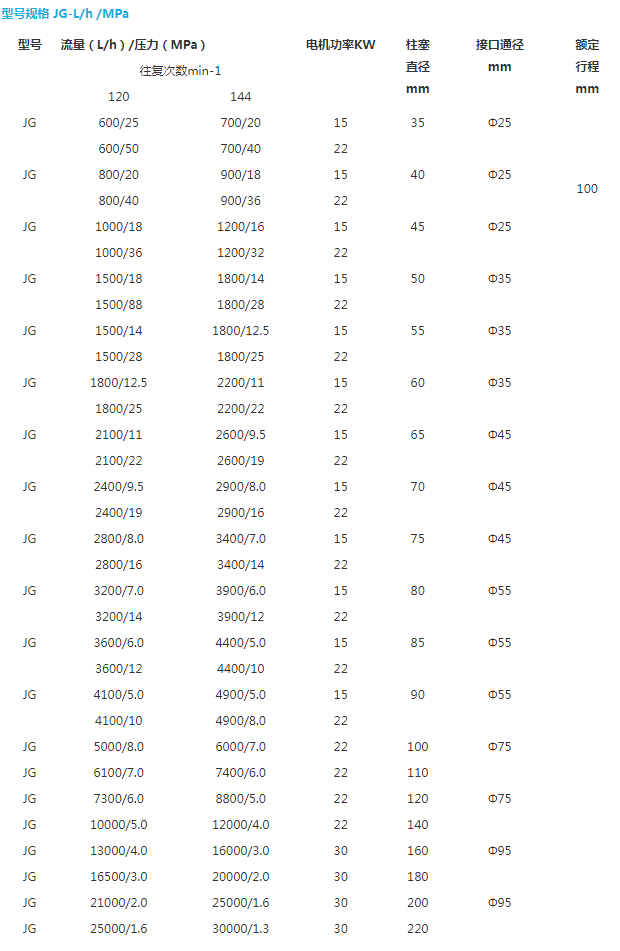 型号规格 JG-L/h /MPa
型号 流量（L/h）/压力（MPa） 电机功率KW 柱塞 接口通径 额定
直径 mm 行程
往复次数min-1
mm mm
120 144
JG 600/25 700/20 15 35 Φ25
600/50 700/40 22
JG 800/20 900/18 15 40 Φ25
100
800/40 900/36 22
JG 1000/18 1200/16 15 45 Φ25
1000/36 1200/32 22
JG 1500/18 1800/14 15 50 Φ35
1500/88 1800/28 22
JG 1500/14 1800/12.5 15 55 Φ35
1500/28 1800/25 22
JG 1800/12.5 2200/11 15 60 Φ35
1800/25 2200/22 22
JG 2100/11 2600/9.5 15 65 Φ45
2100/22 2600/19 22
JG 2400/9.5 2900/8.0 15 70 Φ45
2400/19 2900/16 22
JG 2800/8.0 3400/7.0 15 75 Φ45
2800/16 3400/14 22
JG 3200/7.0 3900/6.0 15 80 Φ55
3200/14 3900/12 22
JG 3600/6.0 4400/5.0 15 85 Φ55
3600/12 4400/10 22
JG 4100/5.0 4900/5.0 15 90 Φ55
4100/10 4900/8.0 22
JG 5000/8.0 6000/7.0 22 100 Φ75
JG 6100/7.0 7400/6.0 22 110
JG 7300/6.0 8800/5.0 22 120 Φ75
JG 10000/5.0 12000/4.0 22 140
JG 13000/4.0 16000/3.0 30 160 Φ95
JG 16500/3.0 20000/2.0 30 180
JG 21000/2.0 25000/1.6 30 200 Φ95
JG 25000/1.6 30000/1.3 30 220